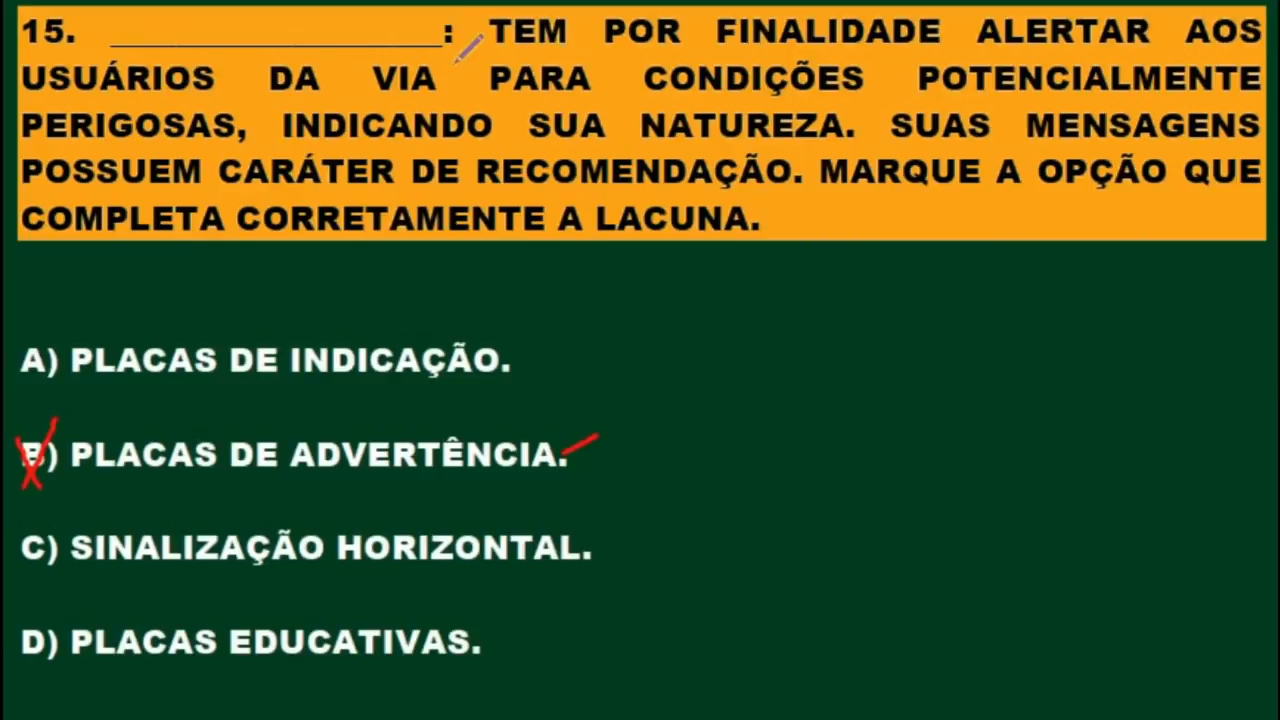 15. ____________________: TEM POR FINALIDADE ALERTAR AOS
USUÁRIOS DA VIA PARA CONDIÇÕES POTENCIALMENTE
PERIGOSAS, INDICANDO SUA NATUREZA. SUAS MENSAGENS
POSSUEM CARÁTER DE RECOMENDAÇÃO. MARQUE A OPÇÃO QUE
COMPLETA CORRETAMENTE A LACUNA.
A) PLACAS DE INDICAÇÃO.
B) PLACAS DE ADVERTÊNCIA.
C) SINALIZAÇÃO HORIZONTAL.
D) PLACAS EDUCATIVAS.